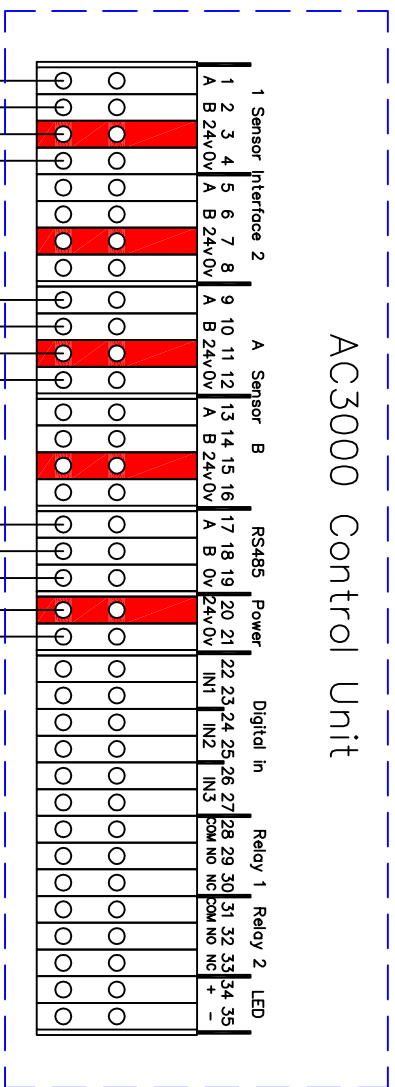 AC3000 Control Unit
1 Sensor Interface 2
A Sensor B
RS485
Power
Digital in
Relay 1
Relay 2
LED
1 2 3 4 5 6 7 8 9 10 11 12 13 14 15 16 17 18 19 20 21 22 23 24 25 26 27 28 29 30 31 32 33 34 35
A B 24v 0v A B 24v 0v A B 24v 0v A B 24v 0v A B 0v 24v 0v IN1 IN2 IN3 COM NO NC COM NO NC + -